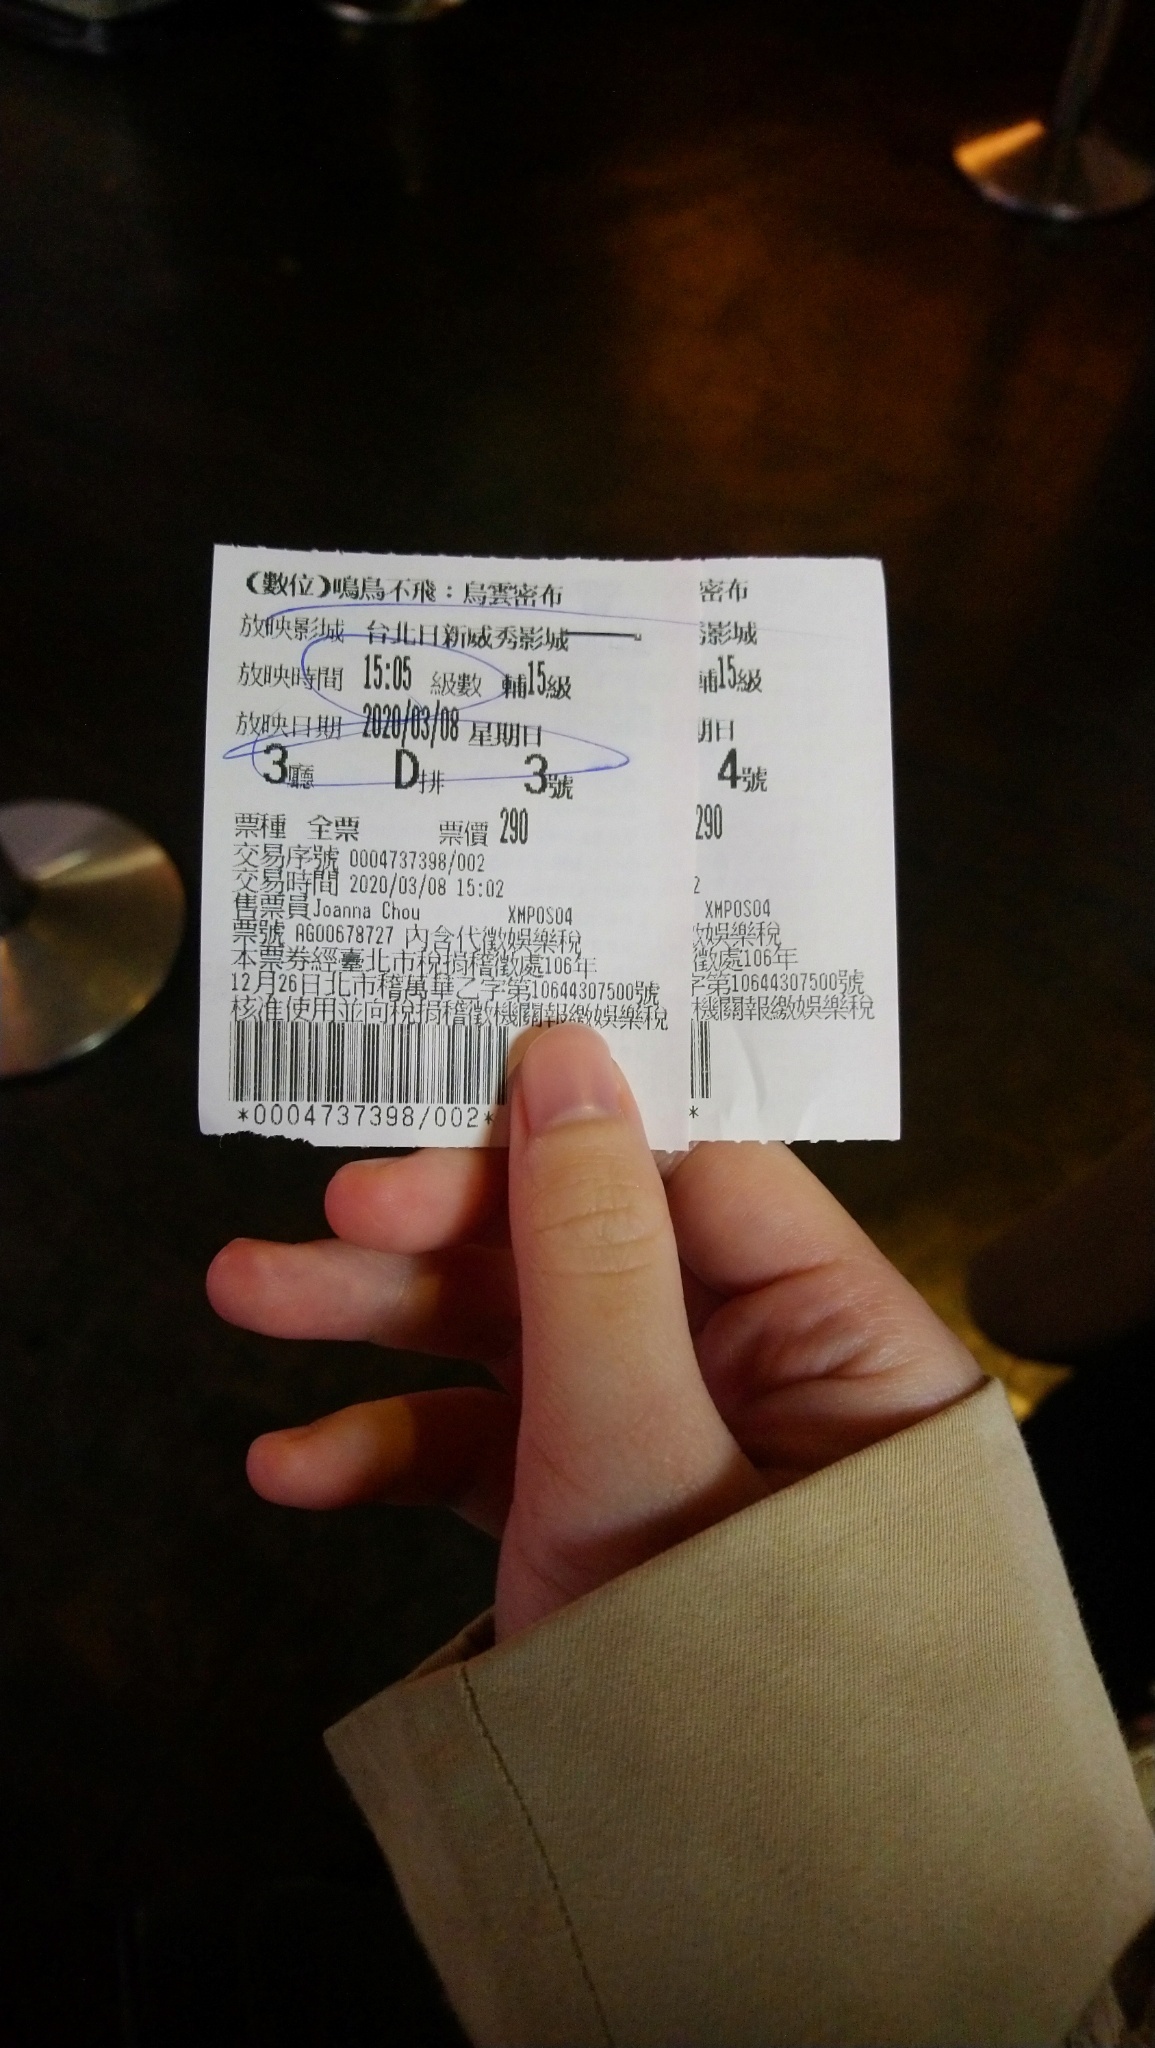 (數位)鳴鳥不飛：烏雲密布
放映影城 台北日新威秀影城
放映時間 15:05 級數 輔15級
放映日期 2020/03/08 星期日
3廳 D排 3號
票種 全票 票價 290
交易序號 0004737398/002
交易時間 2020/03/08 15:02
售票員Joanna Chou XMPOS04
票號 AG00678727 內含代徵娛樂稅
本票券經臺北市稅捐稽徵處106年
12月26日北市稽萬華乙字第10644307500號
核准使用並向稅捐稽徵機關報繳娛樂稅
*0004737398/002*
密布
影城
輔15級
期日
4號
290
2
XMPOS04
娛樂稅
徵處106年
字第10644307500號
機關報繳娛樂稅
*